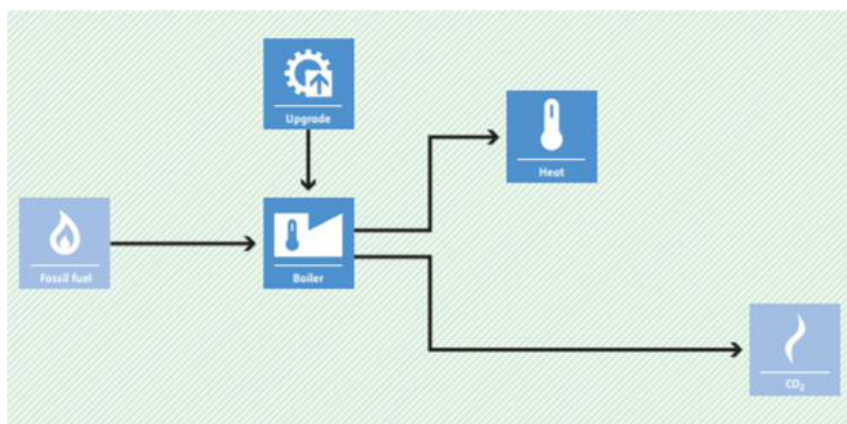 Upgrade
Heat
Fossil fuel
Boiler
CO₂